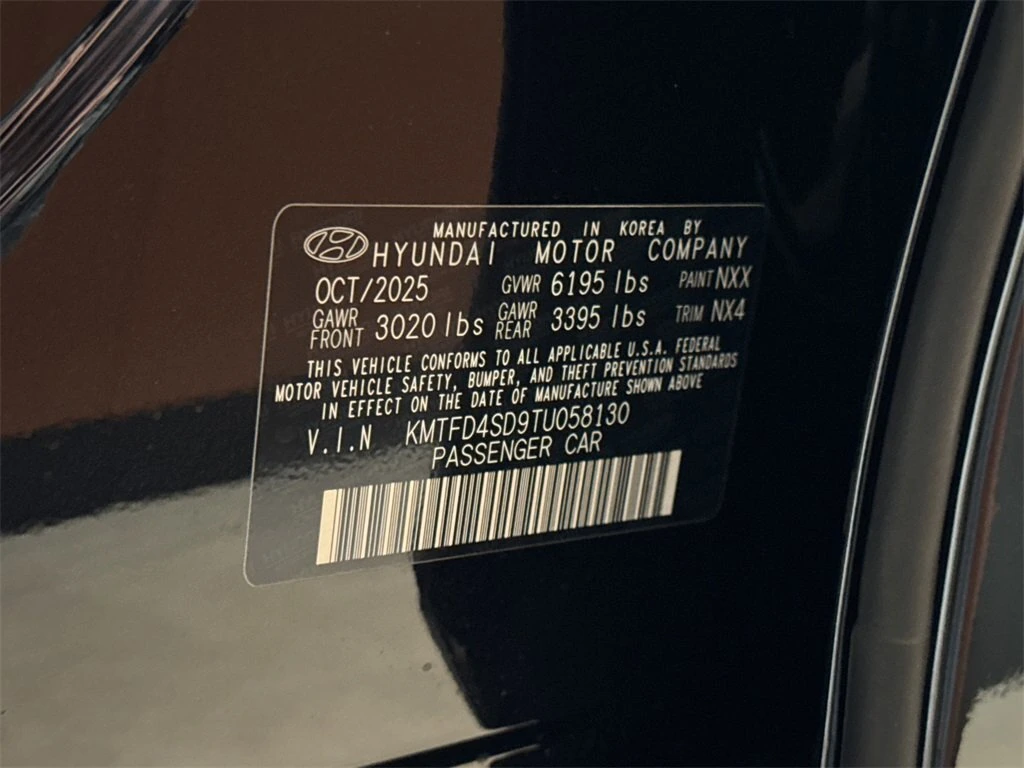 MANUFACTURED IN KOREA BY
HYUNDAI MOTOR COMPANY
OCT/2025 GVWR 6195 lbs PAINT NXX
GAWR FRONT 3020 lbs GAWR REAR 3395 lbs TRIM NX4
THIS VEHICLE CONFORMS TO ALL APPLICABLE U.S.A. FEDERAL
MOTOR VEHICLE SAFETY, BUMPER, AND THEFT PREVENTION STANDARDS
IN EFFECT ON THE DATE OF MANUFACTURE SHOWN ABOVE
V.I.N KMTFD4SD9TU058130
PASSENGER CAR